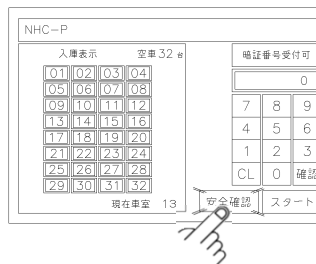 NHC-P
入庫表示 空車32台
暗証番号受付可
01 02 03 04
05 06 07 08
09 10 11 12
13 14 15 16
17 18 19 20
21 22 23 24
25 26 27 28
29 30 31 32
現在車室 13
0
7 8 9
4 5 6
1 2 3
CL 0 確認
安全確認 スタート